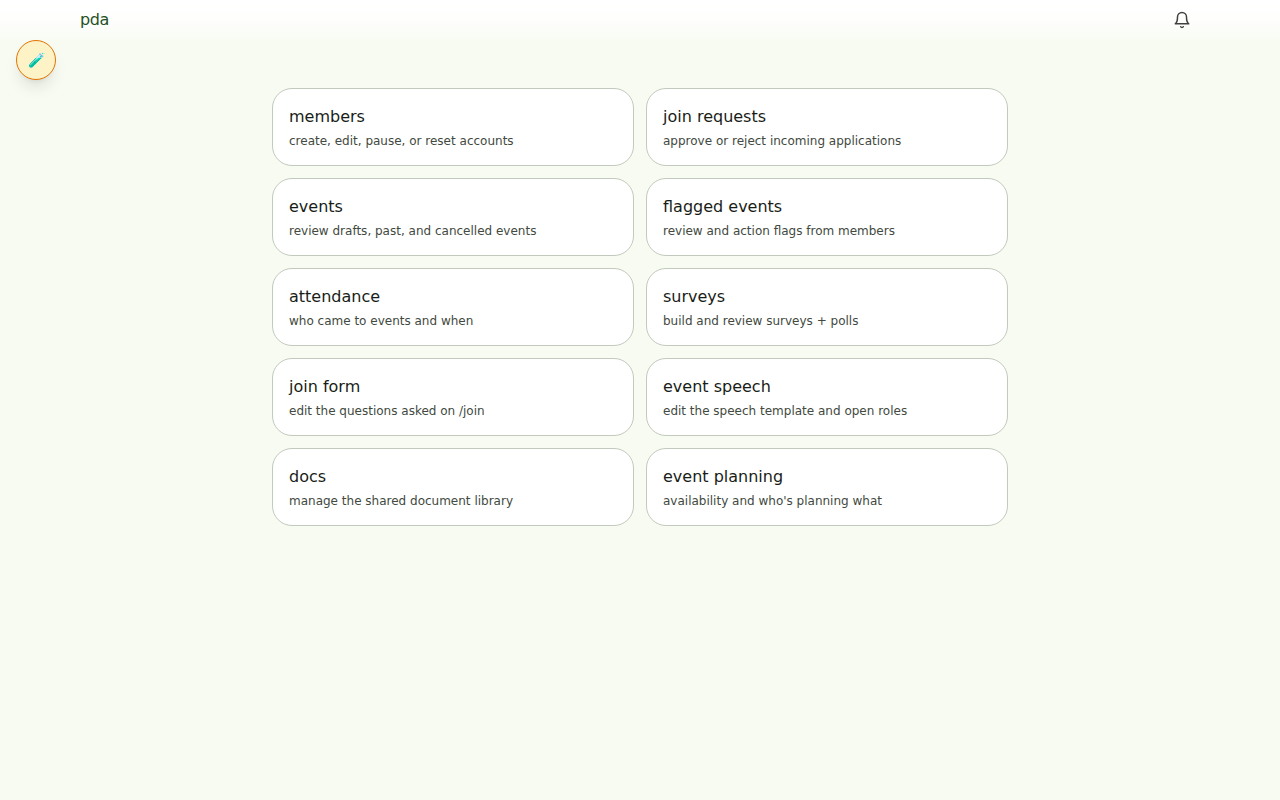 pda
members
create, edit, pause, or reset accounts
join requests
approve or reject incoming applications
events
review drafts, past, and cancelled events
flagged events
review and action flags from members
attendance
who came to events and when
surveys
build and review surveys + polls
join form
edit the questions asked on /join
event speech
edit the speech template and open roles
docs
manage the shared document library
event planning
availability and who's planning what